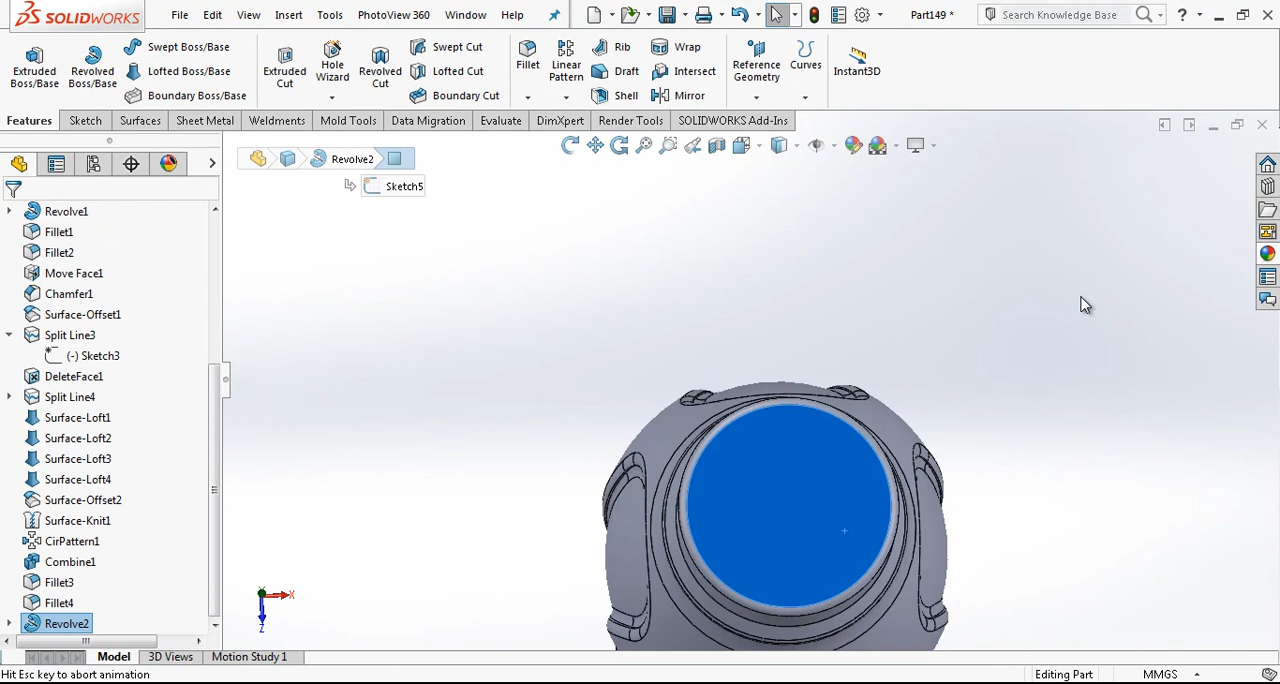 SOLIDWORKS
File Edit View Insert Tools PhotoView 360 Window Help
Part149 *
Search Knowledge Base
Extruded Boss/Base
Revolved Boss/Base
Swept Boss/Base
Lofted Boss/Base
Boundary Boss/Base
Extruded Cut
Hole Wizard
Revolved Cut
Swept Cut
Lofted Cut
Boundary Cut
Fillet
Linear Pattern
Rib
Draft
Shell
Wrap
Intersect
Mirror
Reference Geometry
Curves
Instant3D
Features Sketch Surfaces Sheet Metal Weldments Mold Tools Data Migration Evaluate DimXpert Render Tools SOLIDWORKS Add-Ins
Revolve2
Sketch5
Revolve1
Fillet1
Fillet2
Move Face1
Chamfer1
Surface-Offset1
Split Line3
(-) Sketch3
DeleteFace1
Split Line4
Surface-Loft1
Surface-Loft2
Surface-Loft3
Surface-Loft4
Surface-Offset2
Surface-Knit1
CirPattern1
Combine1
Fillet3
Fillet4
Revolve2
Y
X
Z
Model 3D Views Motion Study 1
Hit Esc key to abort animation
Editing Part
MMGS